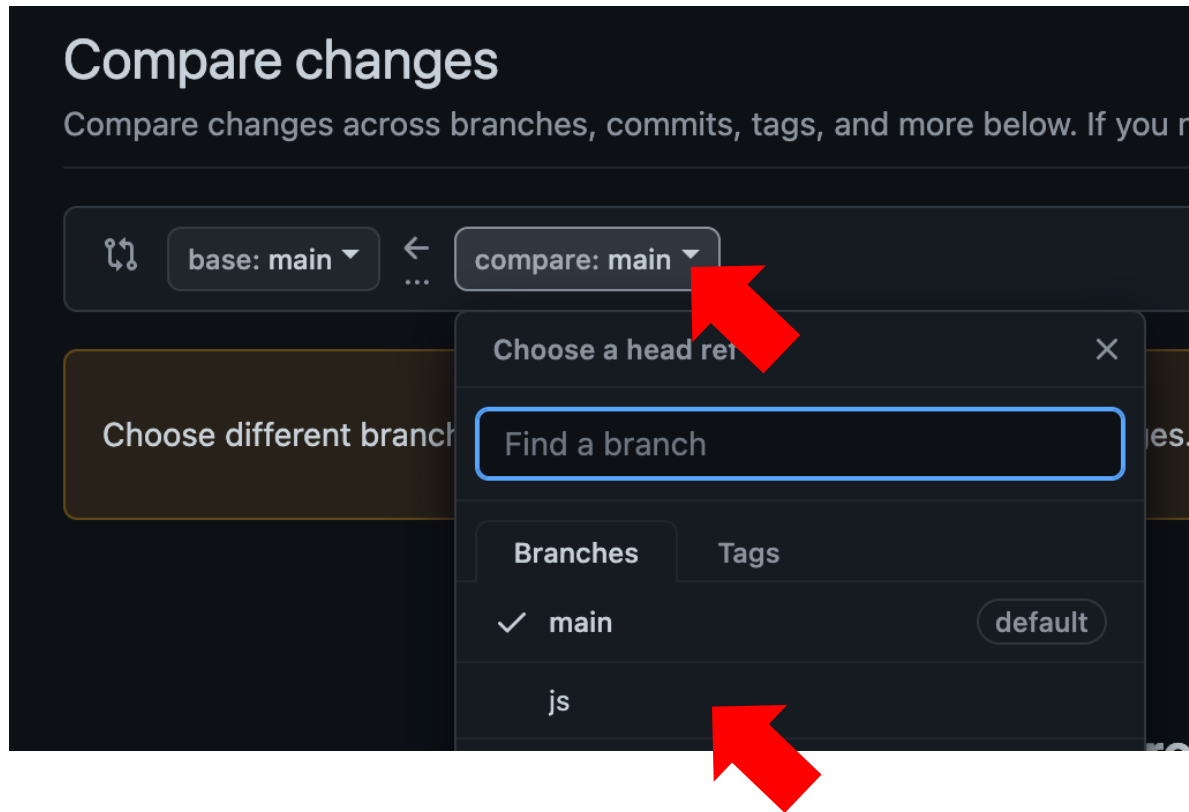 Compare changes
Compare changes across branches, commits, tags, and more below. If you
base: main
compare: main
Choose a head ref
Choose different
Find a branch
Branches
Tags
main
default
js